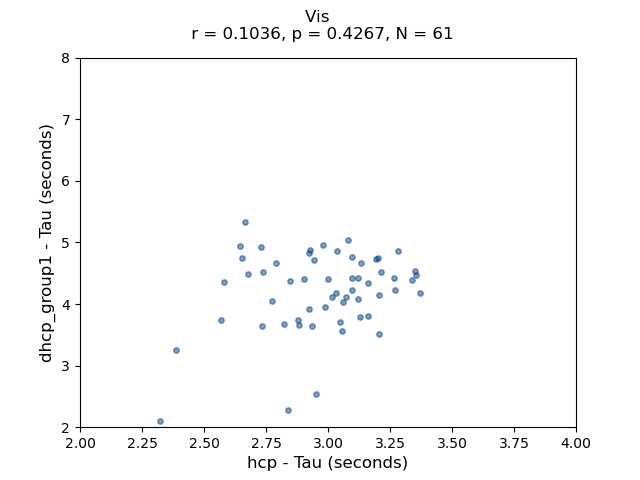 Vis
r = 0.1036, p = 0.4267, N = 61
8
7
6
5
4
3
2
dhcp_group1 - Tau (seconds)
2.00 2.25 2.50 2.75 3.00 3.25 3.50 3.75 4.00
hcp - Tau (seconds)